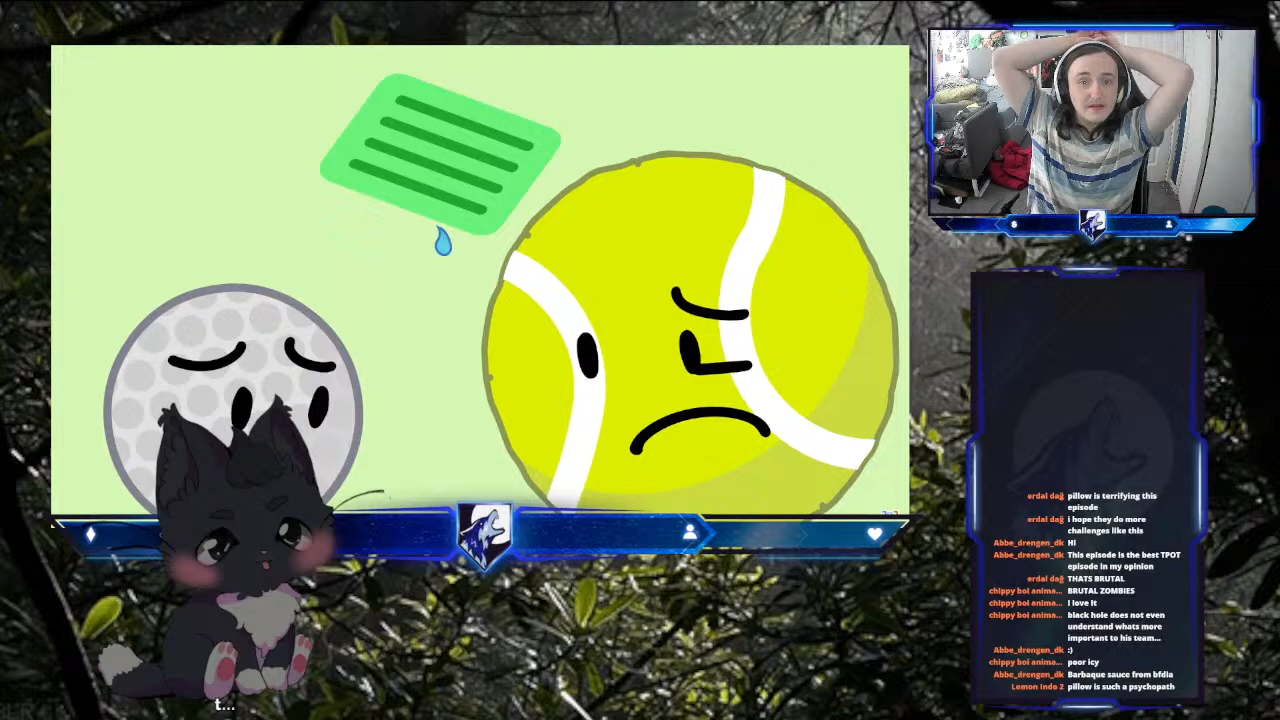 erdal dağ pillow is terrifying this
episode
erdal dağ i hope they do more
challenges like this
Abbe_drengen_dk HI
Abbe_drengen_dk This episode is the best TPOT
episode in my opinion
erdal dağ THATS BRUTAL
chippy boi anima... BRUTAL ZOMBIES
chippy boi anima... I love it
chippy boi anima... black hole does not even
understand whats more
important to his team...
Abbe_drengen_dk :)
chippy boi anima... poor icy
Abbe_drengen_dk Barbaque sauce from bfdia
Lemon Indo 2 pillow is such a psychopath
t...